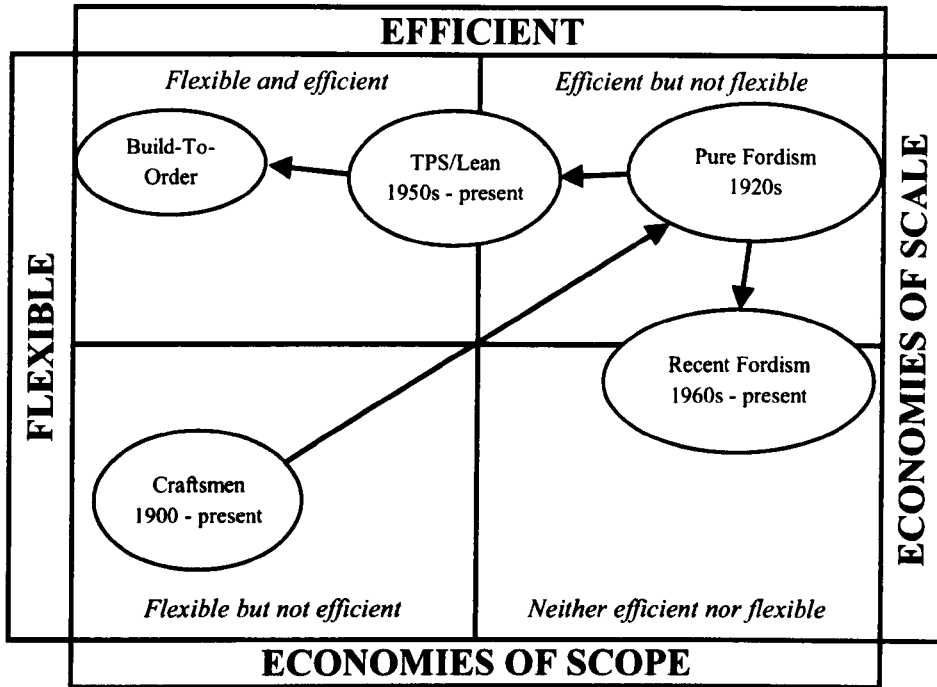 EFFICIENT
Flexible and efficient
Efficient but not flexible
Build-To-
Order
TPS/Lean
1950s - present
Pure Fordism
1920s
FLEXIBLE
ECONOMIES OF SCALE
Recent Fordism
1960s - present
Craftsmen
1900 - present
Flexible but not efficient
Neither efficient nor flexible
ECONOMIES OF SCOPE